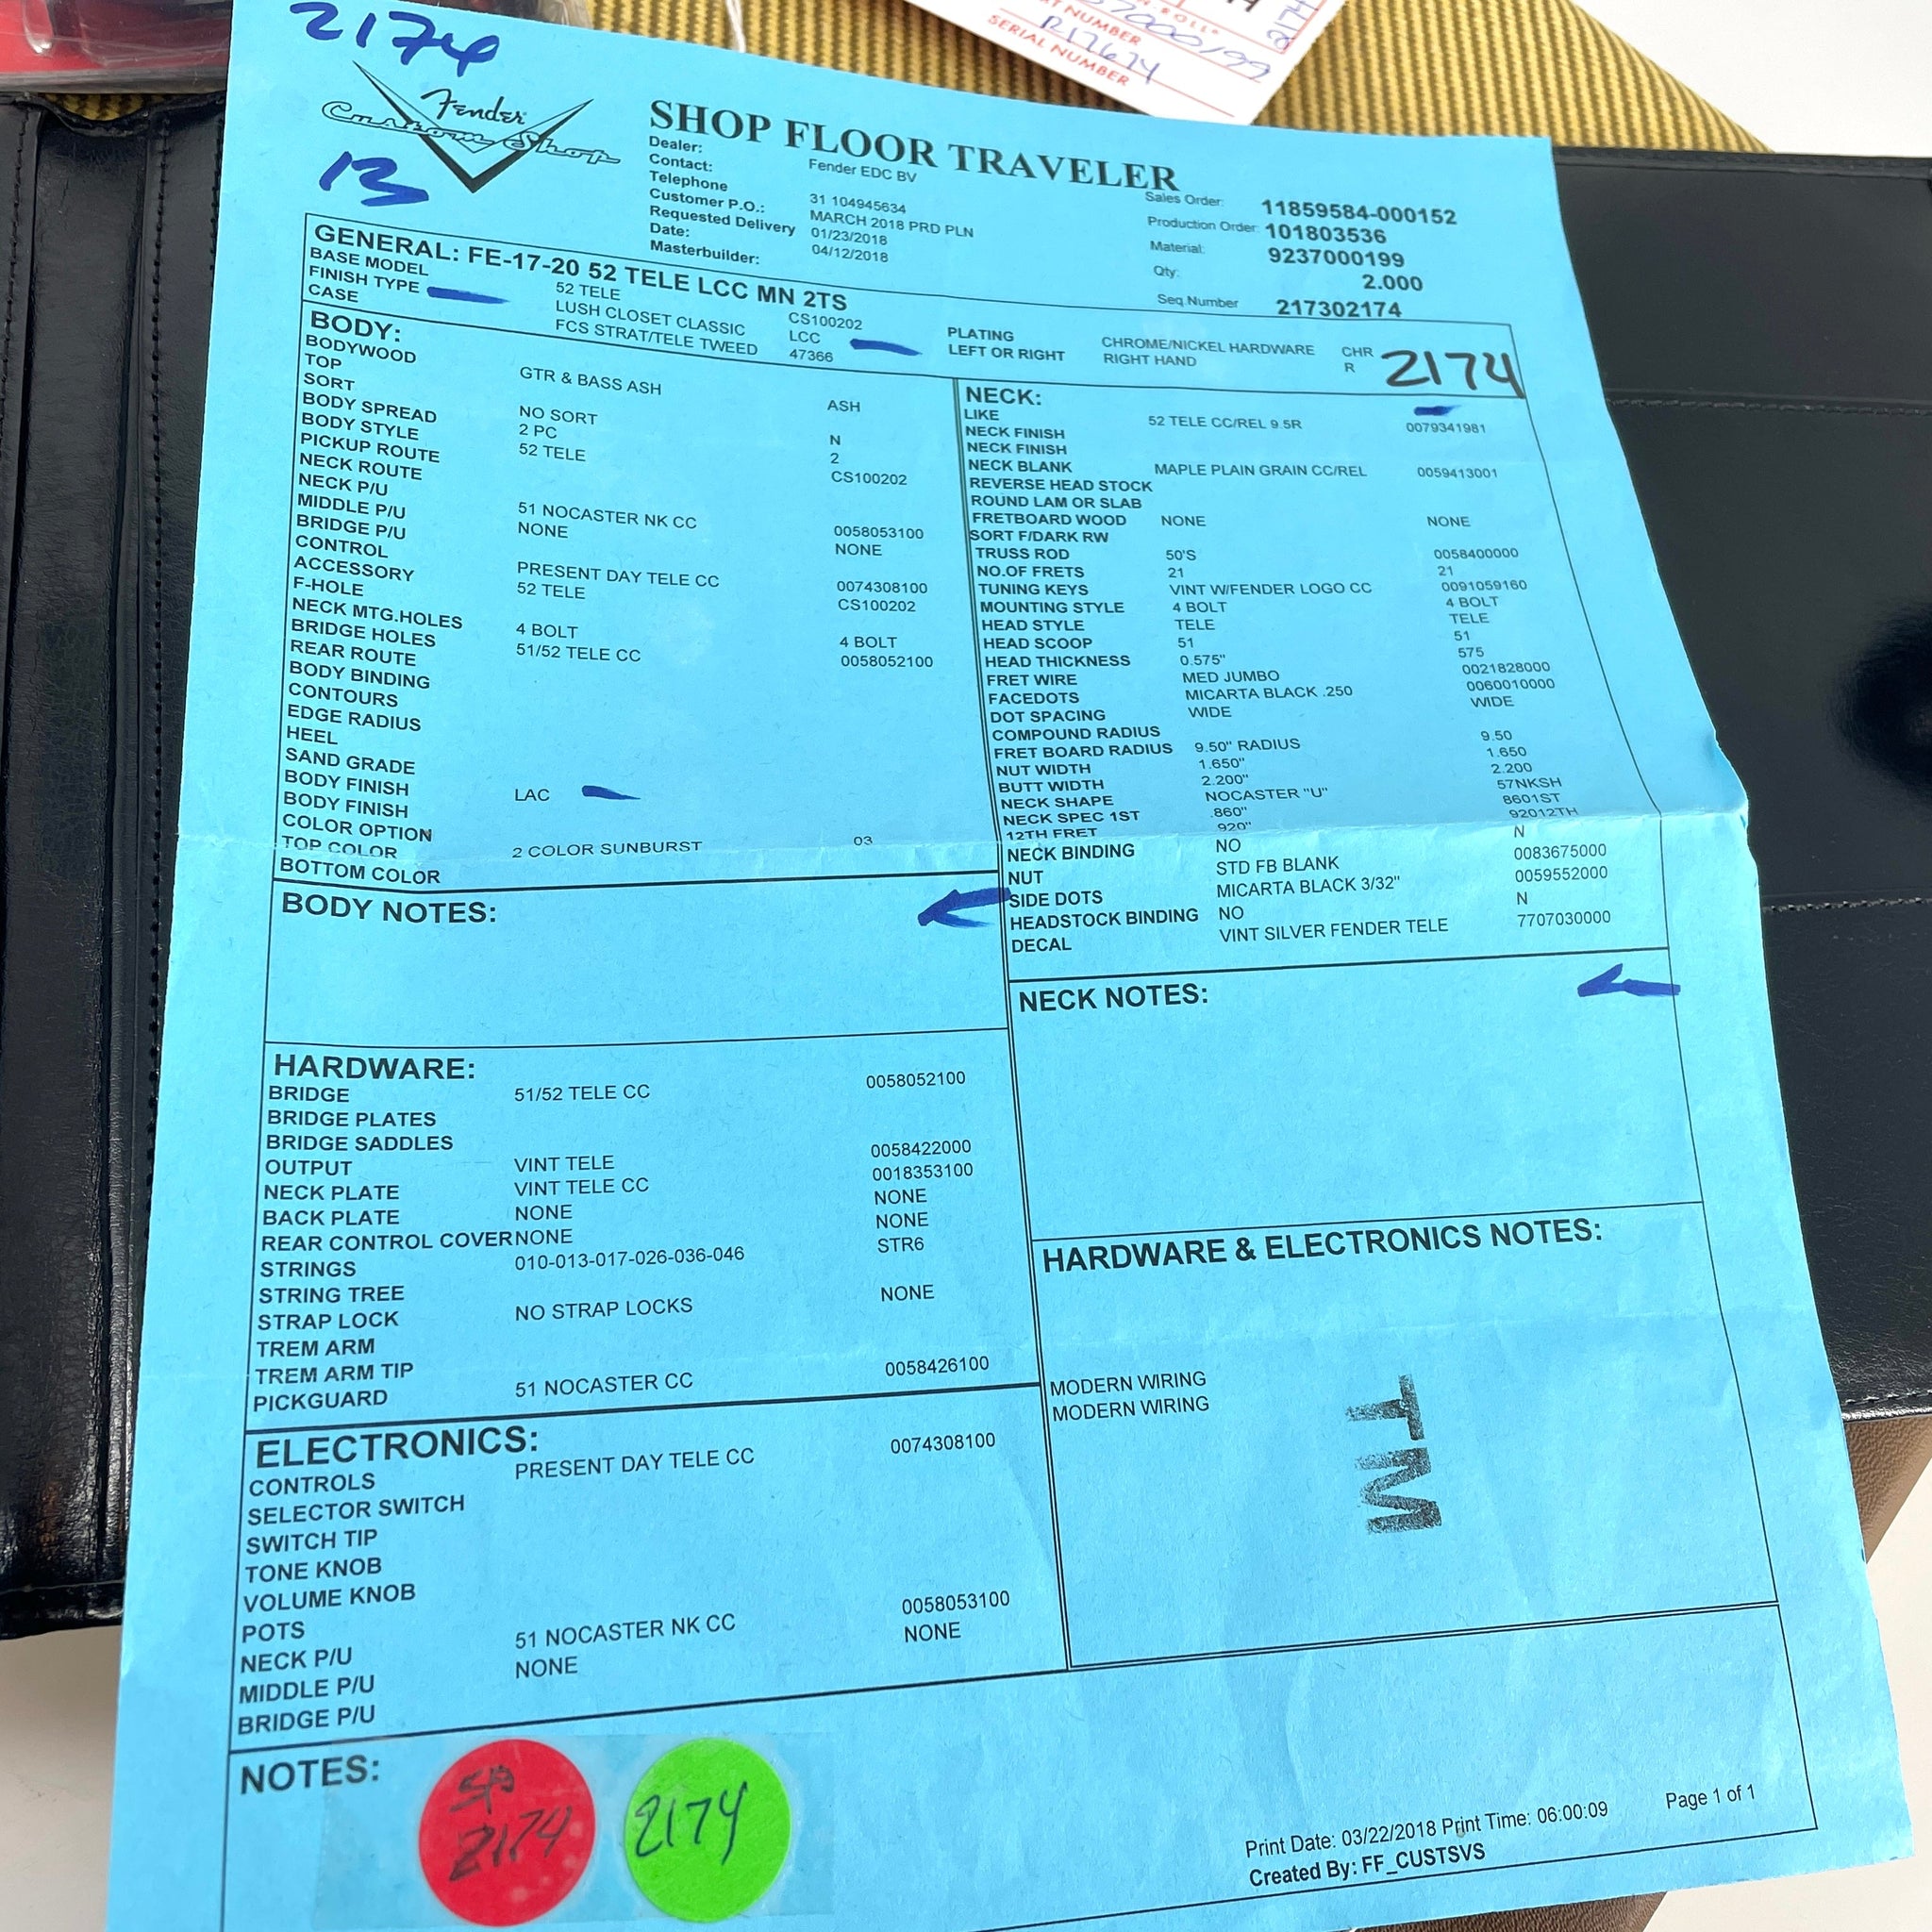 2174
Fender
Custom Shop
13
SHOP FLOOR TRAVELER
Dealer: Fender EDC BV
Contact:
Telephone 31 104945634
Customer P.O.: MARCH 2018 PRD PLN
Requested Delivery 01/23/2018
Date: 04/12/2018
Masterbuilder:
Sales Order: 11859584-000152
Production Order: 101803536
Material: 9237000199
Qty: 2.000
Seq.Number 217302174
GENERAL: FE-17-20 52 TELE LCC MN 2TS
BASE MODEL 52 TELE CS100202
FINISH TYPE LUSH CLOSET CLASSIC LCC
CASE FCS STRAT/TELE TWEED 47366
PLATING CHROME/NICKEL HARDWARE CHR
LEFT OR RIGHT RIGHT HAND R
2174
BODY:
BODYWOOD GTR & BASS ASH ASH
TOP
SORT NO SORT N
BODY SPREAD 2 PC 2
BODY STYLE 52 TELE CS100202
PICKUP ROUTE
NECK ROUTE
NECK P/U 51 NOCASTER NK CC 0058053100
MIDDLE P/U NONE NONE
BRIDGE P/U
CONTROL PRESENT DAY TELE CC 0074308100
ACCESSORY 52 TELE CS100202
F-HOLE
NECK MTG.HOLES 4 BOLT 4 BOLT
BRIDGE HOLES 51/52 TELE CC 0058052100
REAR ROUTE
BODY BINDING
CONTOURS
EDGE RADIUS
HEEL
SAND GRADE
BODY FINISH LAC
BODY FINISH
COLOR OPTION
TOP COLOR 2 COLOR SUNBURST 03
BOTTOM COLOR
BODY NOTES:
NECK:
LIKE 52 TELE CC/REL 9.5R 0079341981
NECK FINISH
NECK FINISH
NECK BLANK MAPLE PLAIN GRAIN CC/REL 0059413001
REVERSE HEAD STOCK
ROUND LAM OR SLAB
FRETBOARD WOOD NONE NONE
SORT F/DARK RW
TRUSS ROD 50'S 0058400000
NO.OF FRETS 21 21
TUNING KEYS VINT W/FENDER LOGO CC 0091059160
MOUNTING STYLE 4 BOLT 4 BOLT
HEAD STYLE TELE TELE
HEAD SCOOP 51 51
HEAD THICKNESS 0.575" 575
FRET WIRE MED JUMBO 0021828000
FACEDOTS MICARTA BLACK .250 0060010000
DOT SPACING WIDE WIDE
COMPOUND RADIUS
FRET BOARD RADIUS 9.50" RADIUS 9.50
NUT WIDTH 1.650" 1.650
BUTT WIDTH 2.200" 2.200
NECK SHAPE NOCASTER "U" 57NKSH
NECK SPEC 1ST .860" 8601ST
12TH FRET .920" 92012TH
NECK BINDING NO N
NUT STD FB BLANK 0083675000
SIDE DOTS MICARTA BLACK 3/32" 0059552000
HEADSTOCK BINDING NO N
DECAL VINT SILVER FENDER TELE 7707030000
NECK NOTES:
HARDWARE:
BRIDGE 51/52 TELE CC 0058052100
BRIDGE PLATES
BRIDGE SADDLES
OUTPUT VINT TELE 0058422000
NECK PLATE VINT TELE CC 0018353100
BACK PLATE NONE NONE
REAR CONTROL COVER NONE NONE
STRINGS 010-013-017-026-036-046 STR6
STRING TREE
STRAP LOCK NO STRAP LOCKS NONE
TREM ARM
TREM ARM TIP
PICKGUARD 51 NOCASTER CC 0058426100
HARDWARE & ELECTRONICS NOTES:
MODERN WIRING
MODERN WIRING
TM
ELECTRONICS:
CONTROLS PRESENT DAY TELE CC 0074308100
SELECTOR SWITCH
SWITCH TIP
TONE KNOB
VOLUME KNOB
POTS
NECK P/U 51 NOCASTER NK CC 0058053100
MIDDLE P/U NONE NONE
BRIDGE P/U
NOTES:
2174
2174
Print Date: 03/22/2018 Print Time: 06:00:09 Page 1 of 1
Created By: FF_CUSTSVS
NUMBER
R17674
SERIAL NUMBER
2174